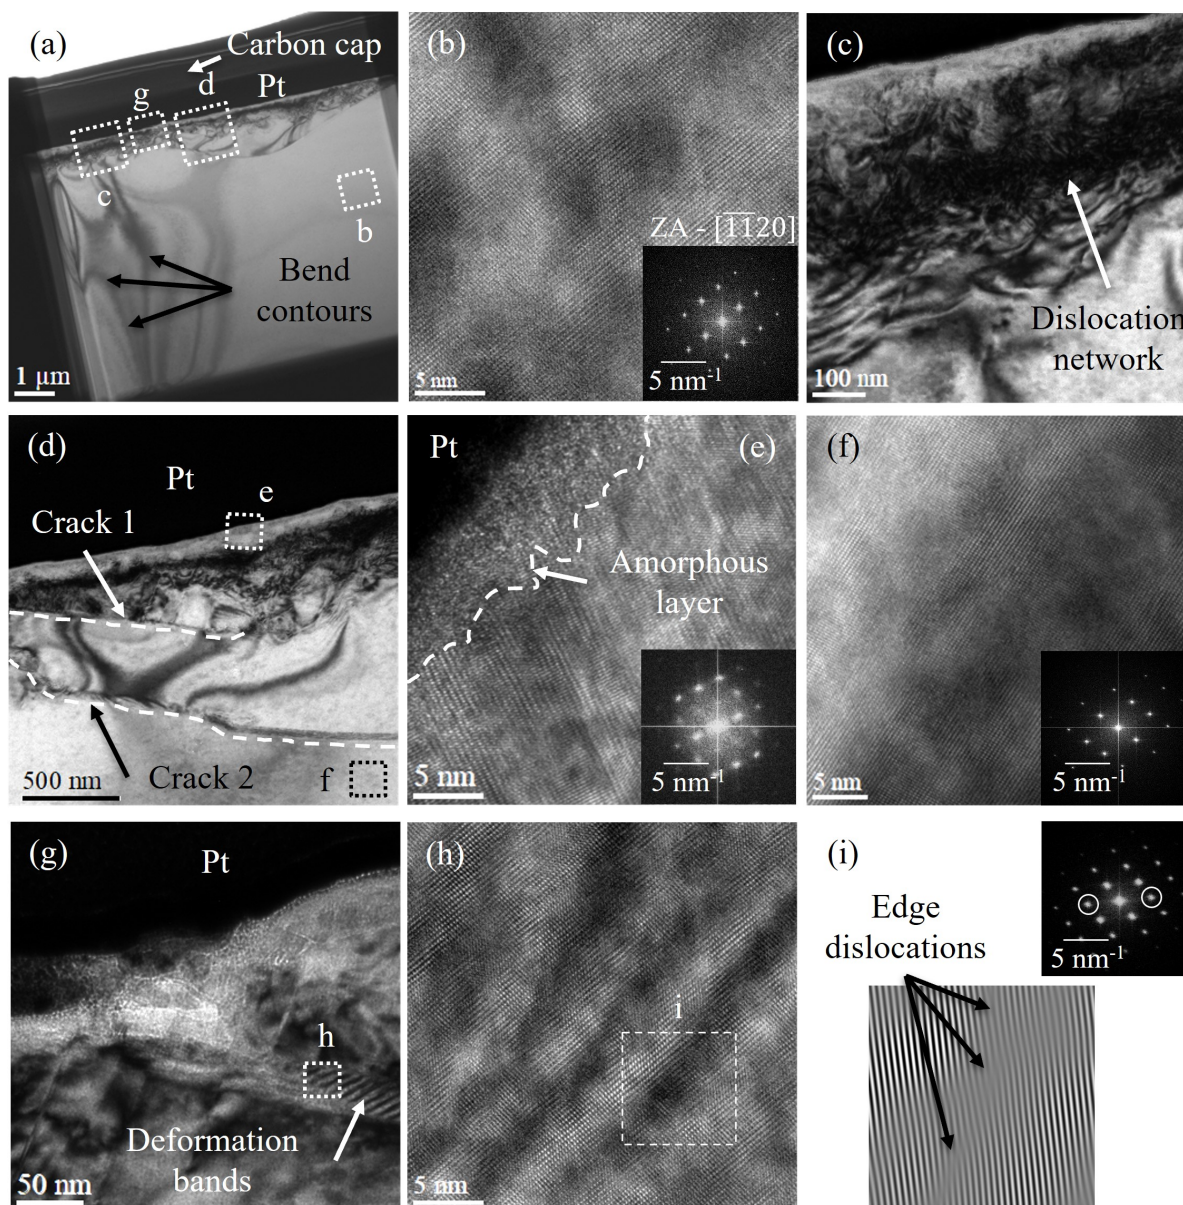 (a)
Carbon cap
Pt
g
d
c
b
Bend
contours
1 μm
(b)
ZA - [1̅1̅20]
5 nm⁻¹
5 nm
(c)
Dislocation
network
100 nm
(d)
Pt
e
Crack 1
Crack 2
f
500 nm
Pt
(e)
Amorphous
layer
5 nm⁻¹
5 nm
(f)
5 nm⁻¹
5 nm
(g)
Pt
h
Deformation
bands
50 nm
(h)
i
5 nm
(i)
Edge
dislocations
5 nm⁻¹